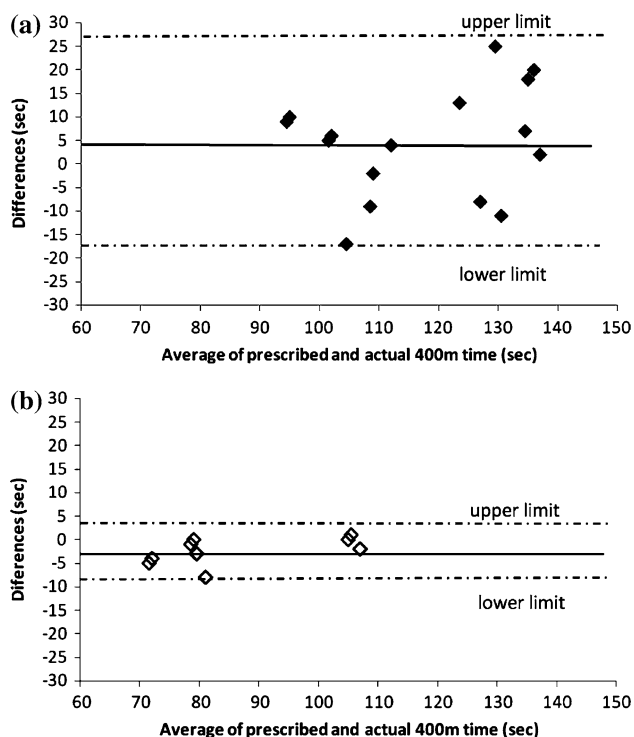 (a)
30
25
20
15
10
5
0
-5
-10
-15
-20
-25
-30
Differences (sec)
upper limit
lower limit
60 70 80 90 100 110 120 130 140 150
Average of prescribed and actual 400m time (sec)
(b)
30
25
20
15
10
5
0
-5
-10
-15
-20
-25
-30
Diferences (sec)
upper limit
lower limit
60 70 80 90 100 110 120 130 140 150
Average of prescribed and actual 400m time (sec)